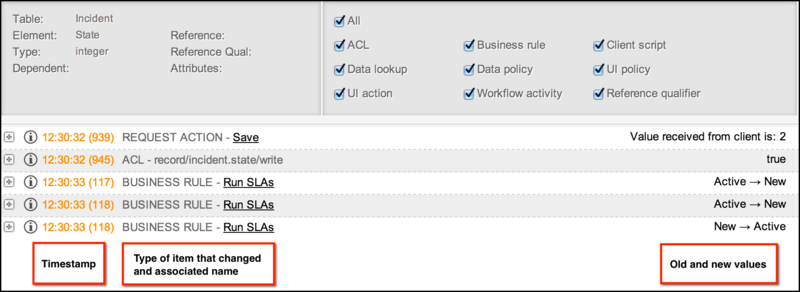 Table: Incident
Element: State Reference:
Type: integer Reference Qual:
Dependent: Attributes:
All
ACL Business rule Client script
Data lookup Data policy UI policy
UI action Workflow activity Reference qualifier
12:30:32 (939) REQUEST ACTION - Save Value received from client is: 2
12:30:32 (945) ACL - record/incident.state/write true
12:30:33 (117) BUSINESS RULE - Run SLAs Active → New
12:30:33 (118) BUSINESS RULE - Run SLAs Active → New
12:30:33 (118) BUSINESS RULE - Run SLAs New → Active
Timestamp
Type of item that changed
and associated name
Old and new values